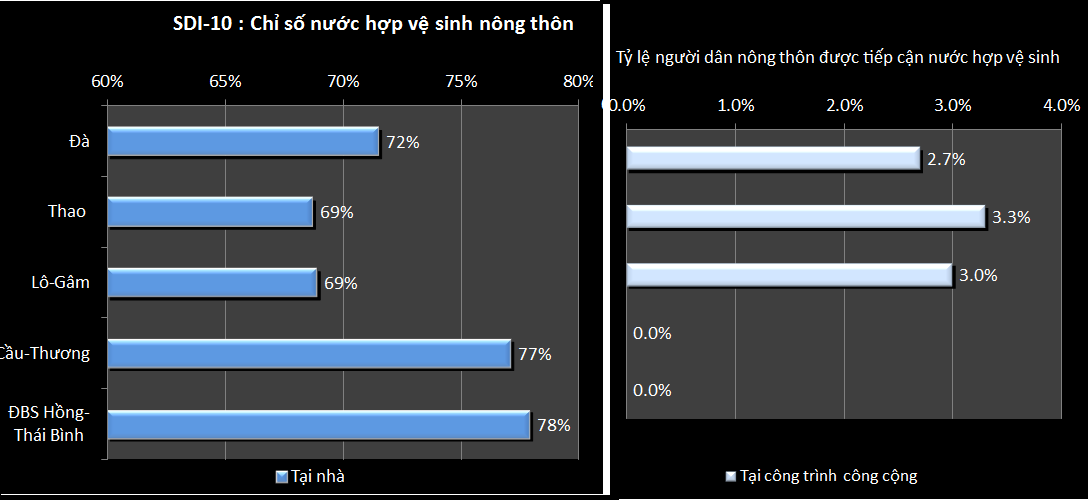 SDI-10 : Chỉ số nước hợp vệ sinh nông thôn
60% 65% 70% 75% 80%
Đà 72%
Thao 69%
Lô-Gâm 69%
Cầu-Thương 77%
ĐBS Hồng-
Thái Bình 78%
Tại nhà
Tỷ lệ người dân nông thôn được tiếp cận nước hợp vệ sinh
0.0% 1.0% 2.0% 3.0% 4.0%
2.7%
3.3%
3.0%
0.0%
0.0%
Tại công trình công cộng